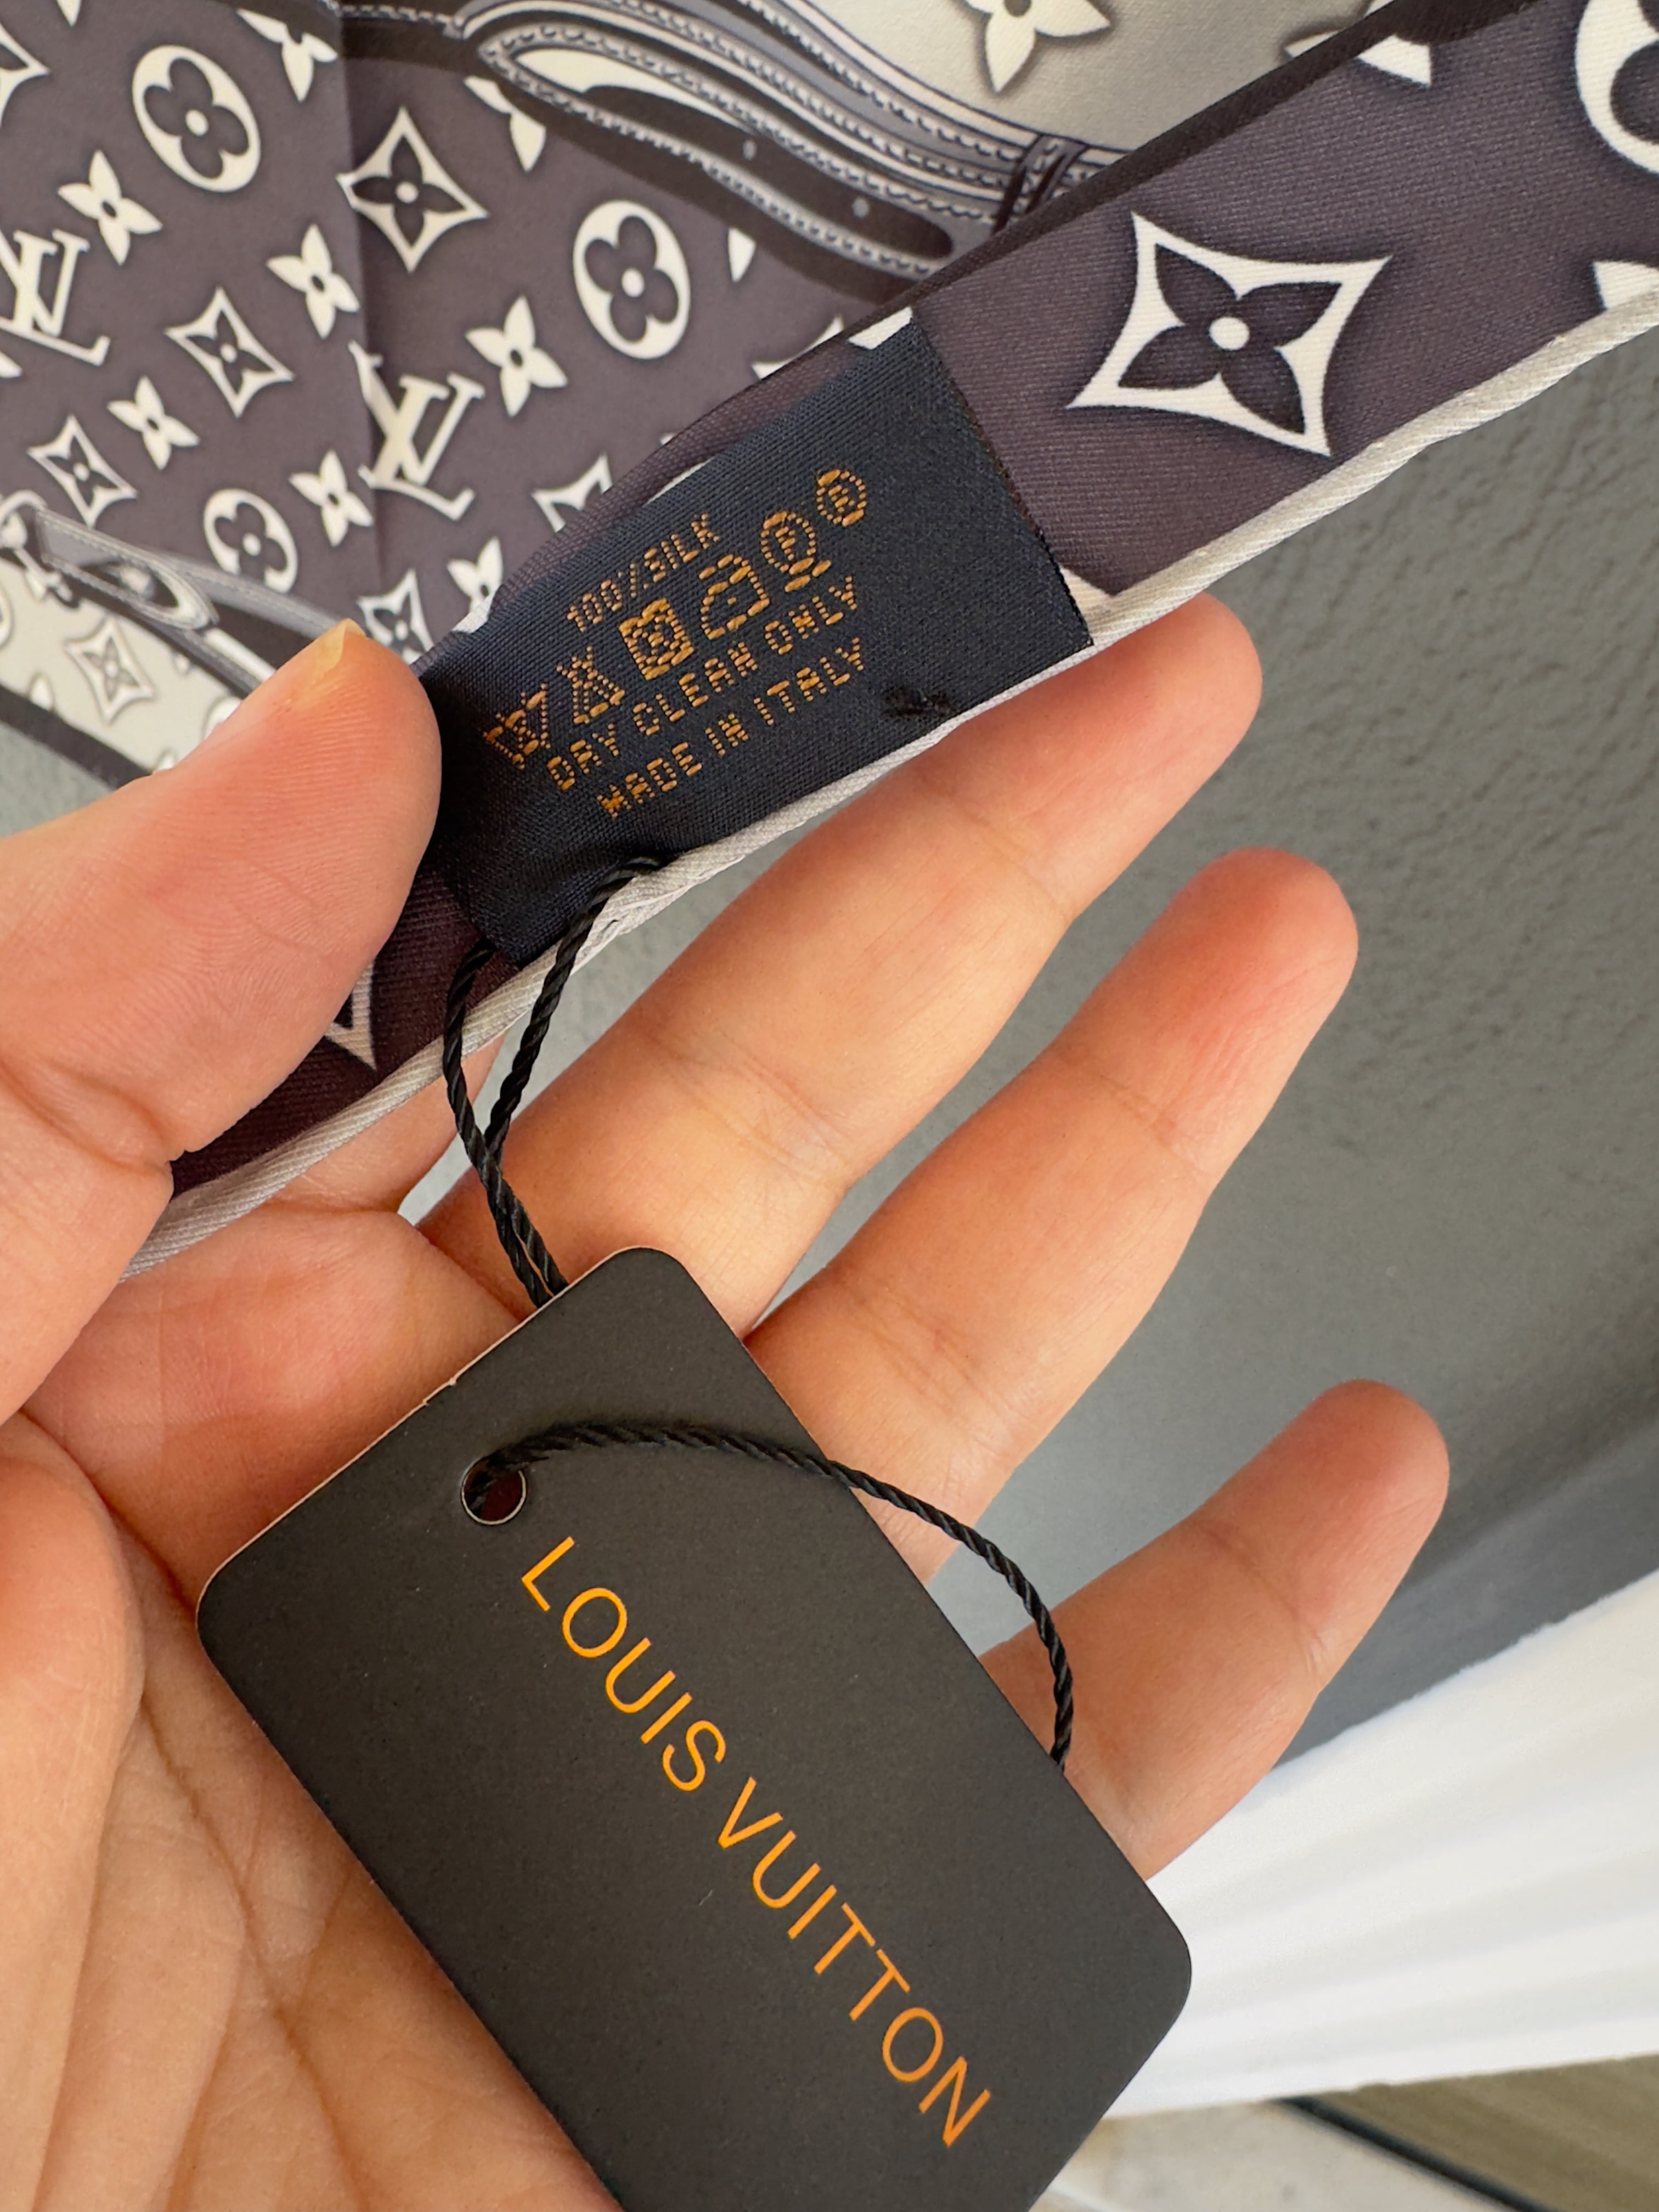 100%SILK
DRY CLEAN ONLY
MADE IN ITALY
LOUIS VUITTON